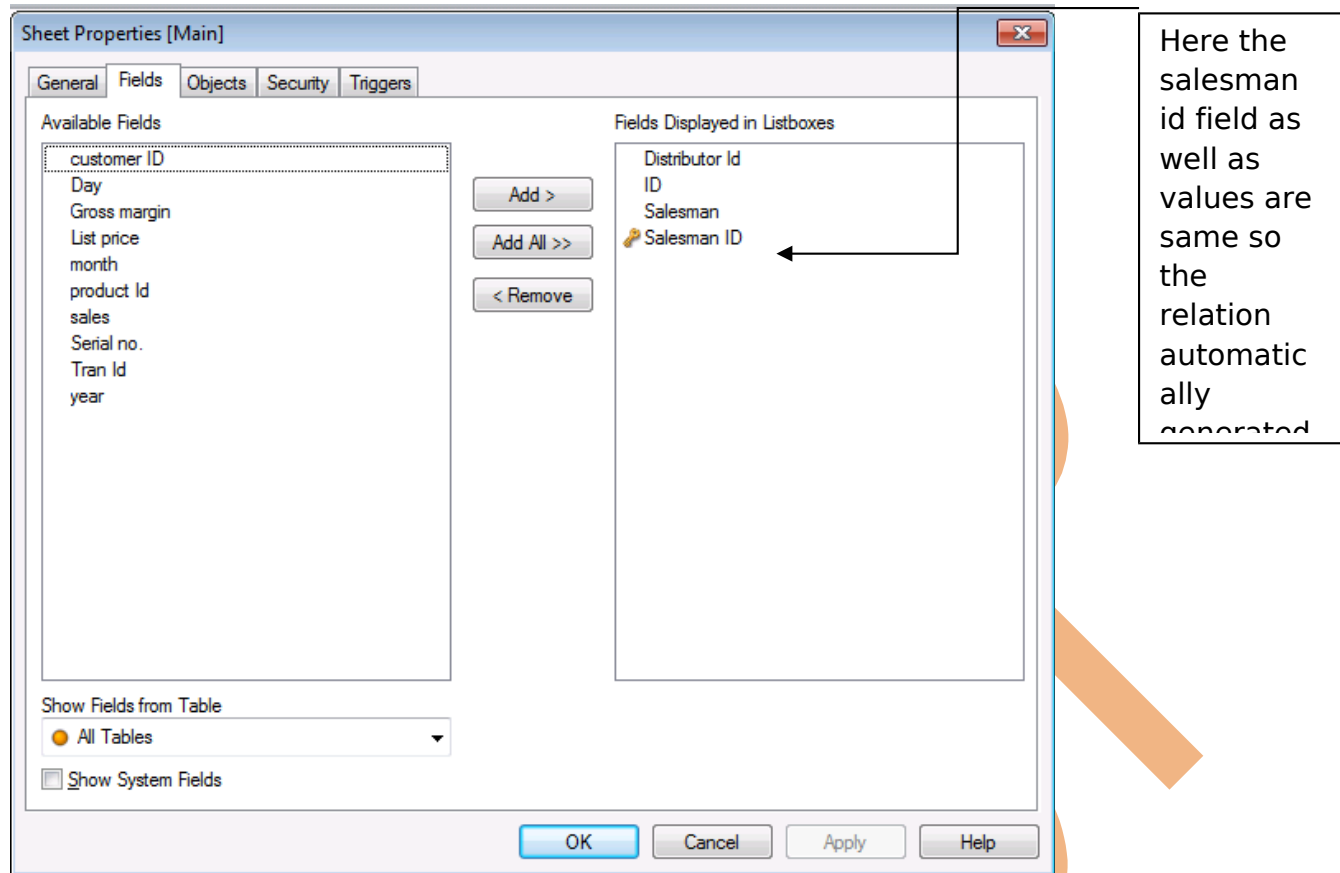 Sheet Properties [Main]
General Fields Objects Security Triggers
Available Fields
customer ID
Day
Gross margin
List price
month
product Id
sales
Serial no.
Tran Id
year
Add >
Add All >>
< Remove
Fields Displayed in Listboxes
Distributor Id
ID
Salesman
Salesman ID
Show Fields from Table
All Tables
Show System Fields
OK Cancel Apply Help
Here the
salesman
id field as
well as
values are
same so
the
relation
automatic
ally
generated